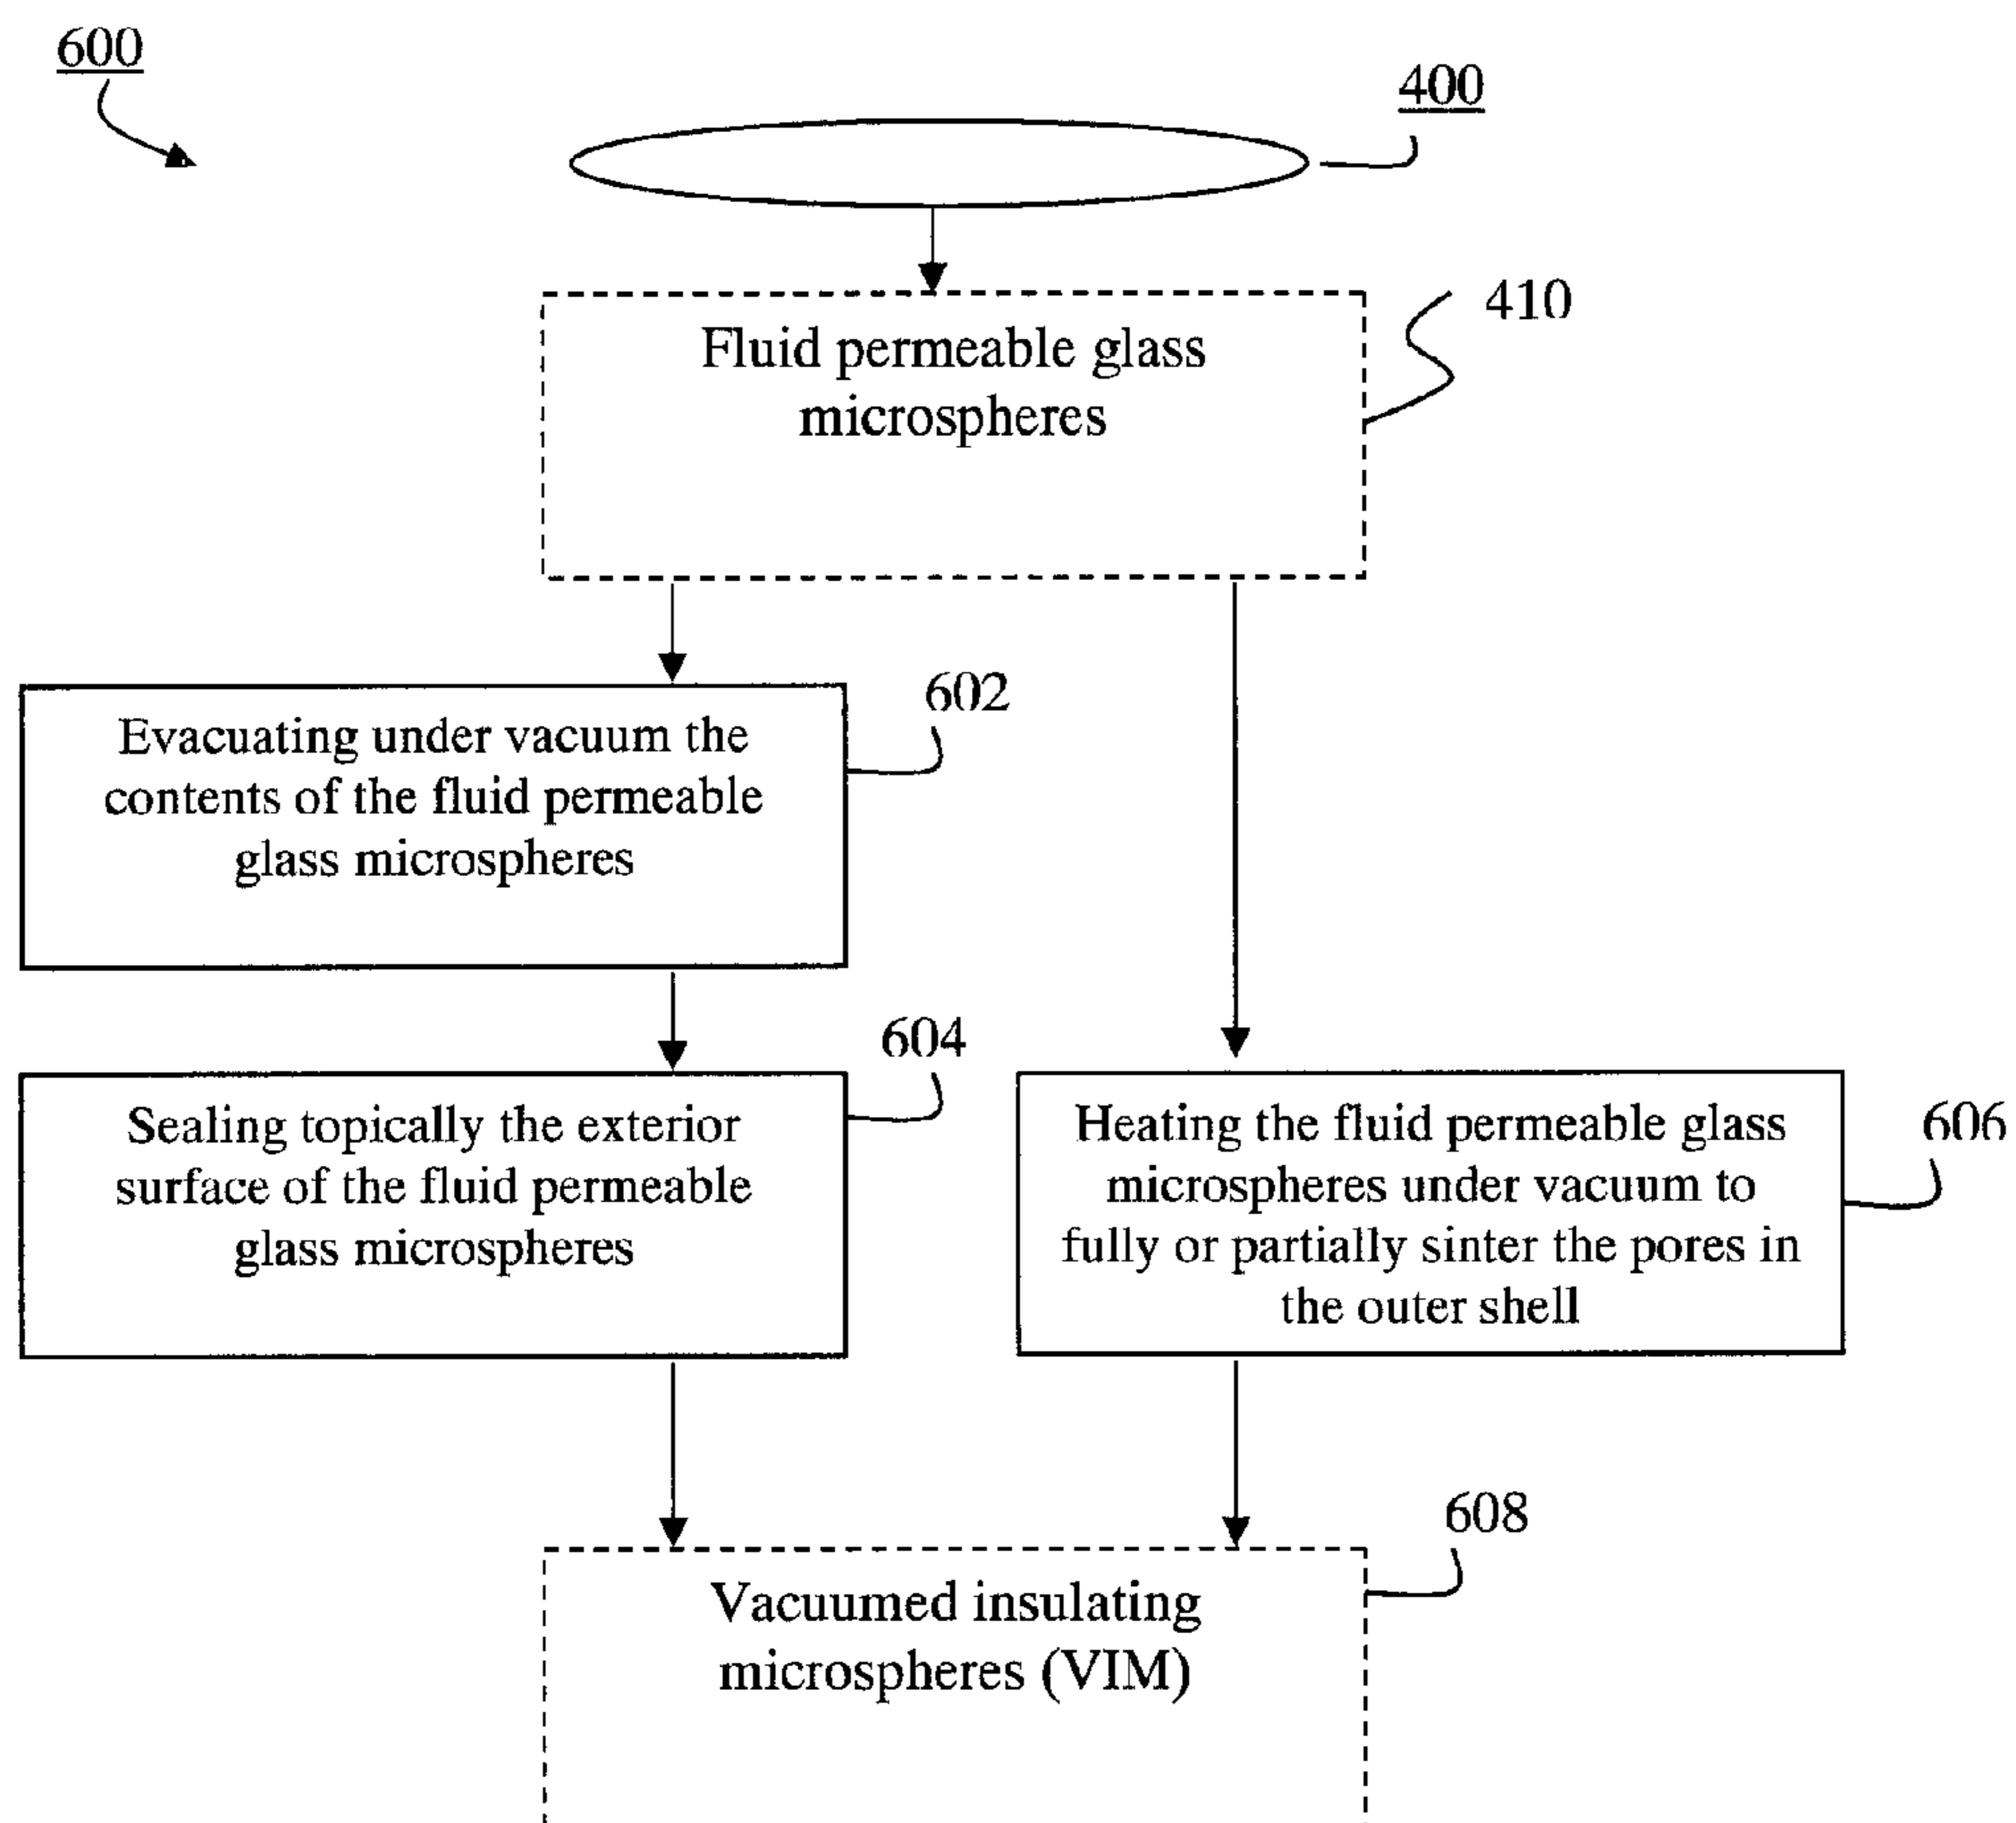 600
400
Fluid permeable glass
microspheres
410
Evacuating under vacuum the
contents of the fluid permeable
glass microspheres
602
Sealing topically the exterior
surface of the fluid permeable
glass microspheres
604
Heating the fluid permeable glass
microspheres under vacuum to
fully or partially sinter the pores in
the outer shell
606
Vacuumed insulating
microspheres (VIM)
608